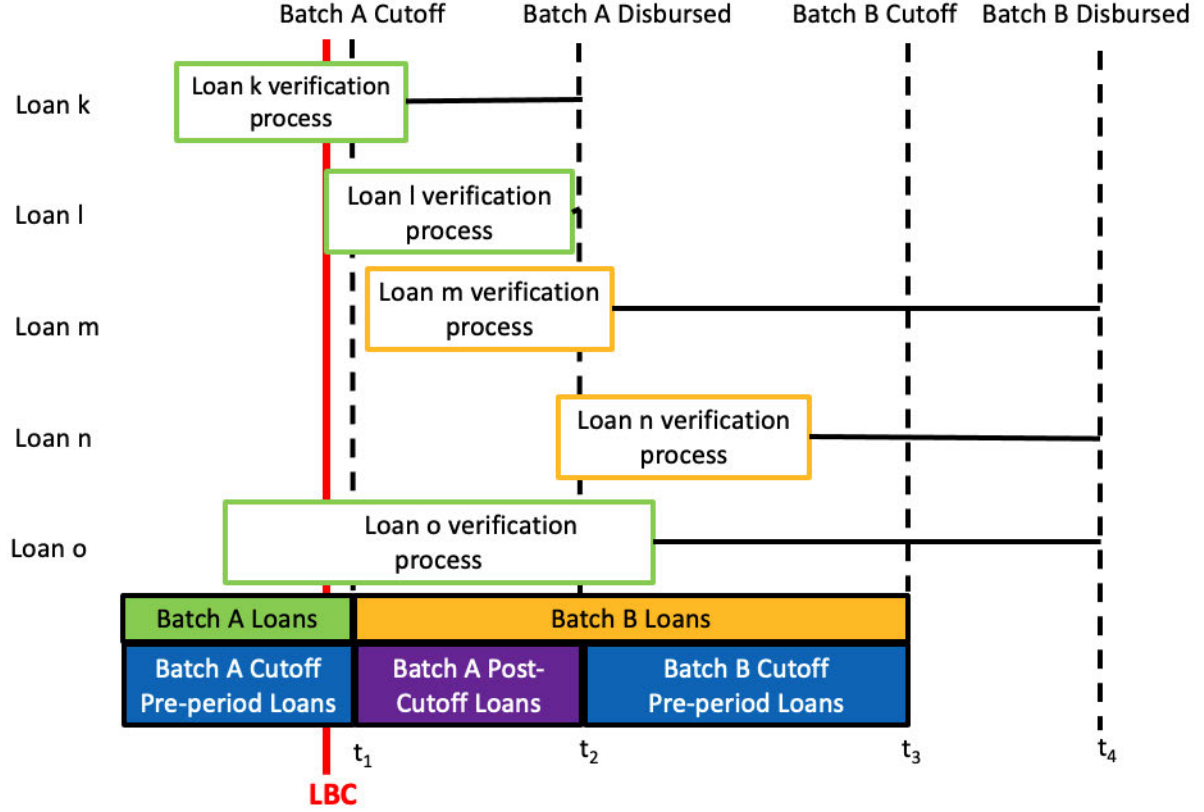 Batch A Cutoff
Batch A Disbursed
Batch B Cutoff
Batch B Disbursed
Loan k
Loan k verification
process
Loan l
Loan l verification
process
Loan m
Loan m verification
process
Loan n
Loan n verification
process
Loan o
Loan o verification
process
Batch A Loans
Batch B Loans
Batch A Cutoff
Pre-period Loans
Batch A Post-
Cutoff Loans
Batch B Cutoff
Pre-period Loans
t₁
t₂
t₃
t₄
LBC